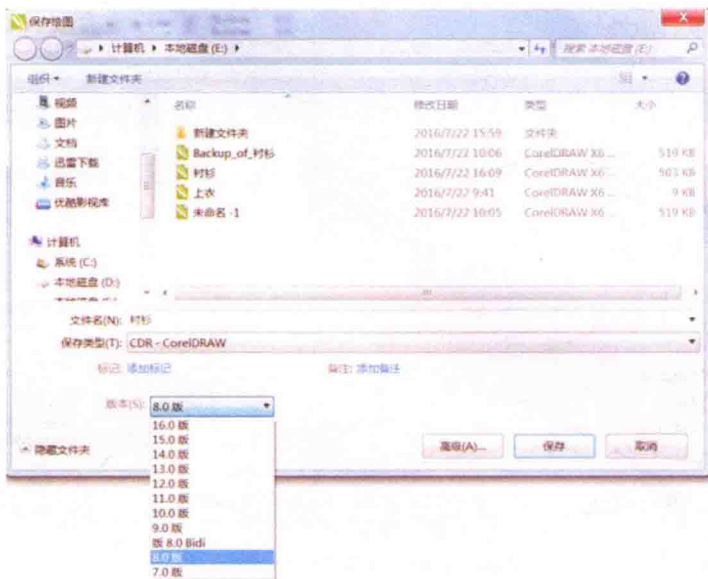 保存绘图
计算机 本地磁盘 (E:)
搜索 本地磁盘 (E:)
组织 新建文件夹
名称 修改日期 类型 大小
视频
图片
文档
迅雷下载
音乐
优酷影视库
计算机
系统 (C:)
本地磁盘 (D:)
新建文件夹 2016/7/22 15:59 文件夹
Backup_of_衬衫 2016/7/22 10:06 CorelDRAW X6 ... 519 KB
衬衫 2016/7/22 16:09 CorelDRAW X6 ... 503 KB
上衣 2016/7/22 9:41 CorelDRAW X6 ... 9 KB
未命名 -1 2016/7/22 10:05 CorelDRAW X6 ... 519 KB
文件名(N): 衬衫
保存类型(T): CDR - CorelDRAW
标记: 添加标记 备注: 添加备注
版本(S): 8.0 版
16.0 版
15.0 版
14.0 版
13.0 版
12.0 版
11.0 版
10.0 版
9.0 版
版 8.0 Bidi
8.0 版
7.0 版
隐藏文件夹
高级(A)... 保存 取消